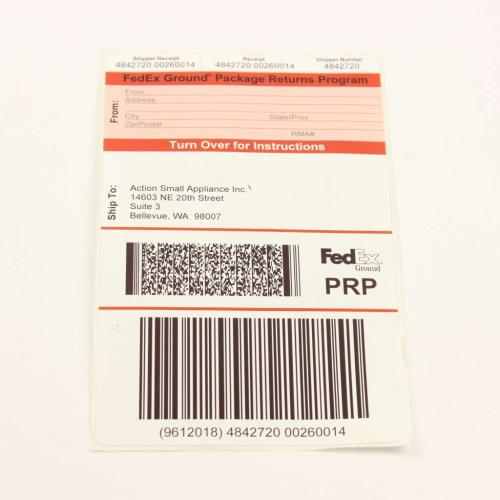 Shipper Receipt Receipt Shipper Number
4842720 00260014 4842720 00260014 4842720
FedEx Ground® Package Returns Program
From:
From
Address
City State/Prov.
Zip/Postal
RMA#
Turn Over for Instructions
Ship To:
Action Small Appliance Inc.\
14603 NE 20th Street
Suite 3
Bellevue, WA 98007
FedEx
Ground
PRP
(9612018) 4842720 00260014